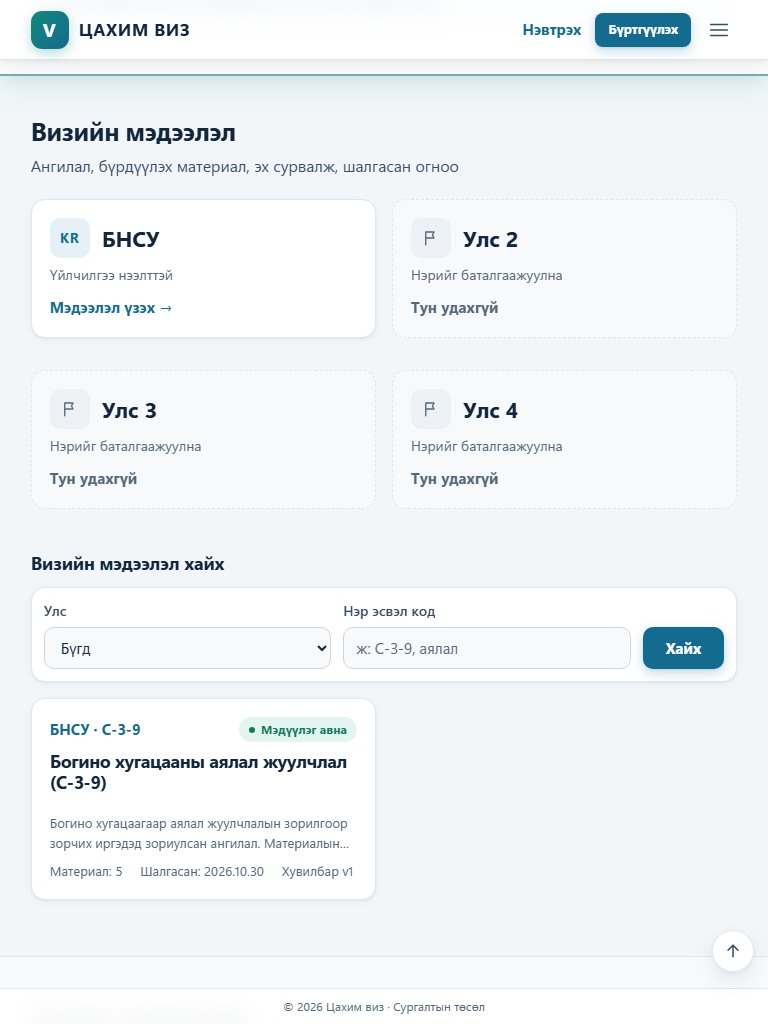 V ЦАХИМ ВИЗ
Нэвтрэх
Бүртгүүлэх
Визийн мэдээлэл
Ангилал, бүрдүүлэх материал, эх сурвалж, шалгасан огноо
KR БНСУ
Үйлчилгээ нээлттэй
Мэдээлэл үзэх →
Улс 2
Нэрийг баталгаажуулна
Тун удахгүй
Улс 3
Нэрийг баталгаажуулна
Тун удахгүй
Улс 4
Нэрийг баталгаажуулна
Тун удахгүй
Визийн мэдээлэл хайх
Улс
Бүгд
Нэр эсвэл код
ж: C-3-9, аялал
Хайх
БНСУ · C-3-9
Мэдүүлэг авна
Богино хугацааны аялал жуулчлал
(C-3-9)
Богино хугацаагаар аялал жуулчлалын зорилгоор
зорчих иргэдэд зориулсан ангилал. Материалын...
Материал: 5 Шалгасан: 2026.10.30 Хувилбар v1
© 2026 Цахим виз · Сургалтын төсөл